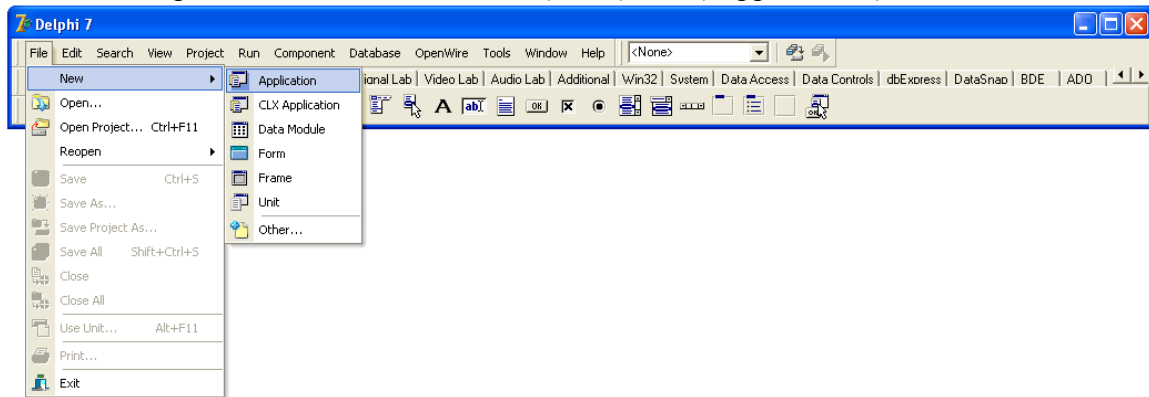 Delphi 7
File Edit Search View Project Run Component Database OpenWire Tools Window Help <None>
New Application ional Lab Video Lab Audio Lab Additional Win32 System Data Access Data Controls dbExpress DataSnap BDE ADO
Open... CLX Application
Open Project... Ctrl+F11 Data Module
Reopen Form
Save Ctrl+S Frame
Save As... Unit
Save Project As...
Save All Shift+Ctrl+S Other...
Close
Close All
Use Unit... Alt+F11
Print...
Exit